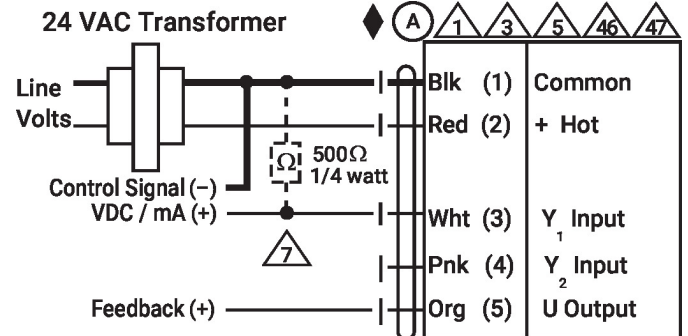 24 VAC Transformer
A 1 3 5 46 47
Line
Volts
Blk (1) Common
Red (2) + Hot
Ω 500Ω
1/4 watt
Control Signal (–)
VDC / mA (+)
Wht (3) Y1 Input
7
Pnk (4) Y2 Input
Feedback (+)
Org (5) U Output